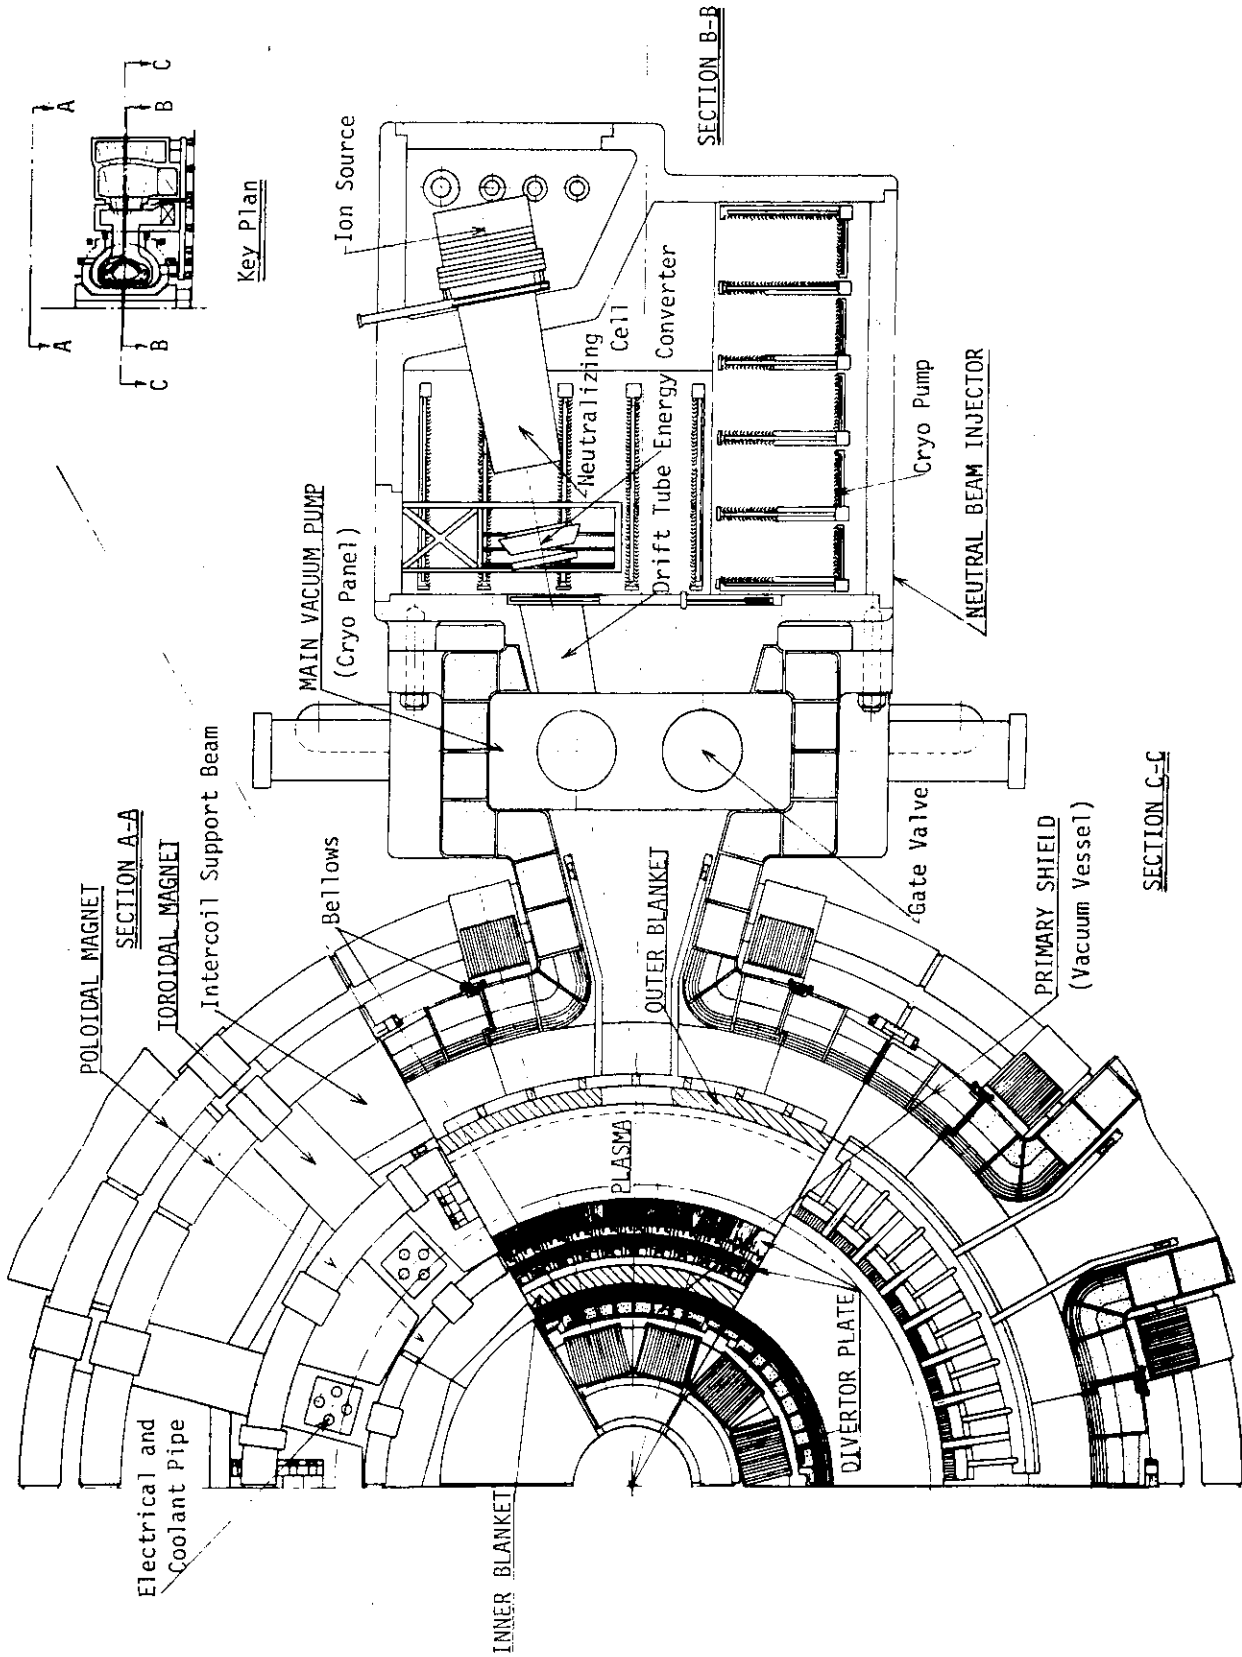 A
B
C
A
B
C
Key Plan
SECTION B-B
Ion Source
Neutralizing
Cell
Energy Converter
Drift Tube
Cryo Pump
NEUTRAL BEAM INJECTOR
MAIN VACUUM PUMP
(Cryo Panel)
POLOIDAL MAGNET
SECTION A-A
TOROIDAL MAGNET
Intercoil Support Beam
Bellows
Gate Valve
OUTER BLANKET
PRIMARY SHIELD
(Vacuum Vessel)
SECTION C-C
PLASMA
DIVERTOR PLATE
Electrical and
Coolant Pipe
INNER BLANKET